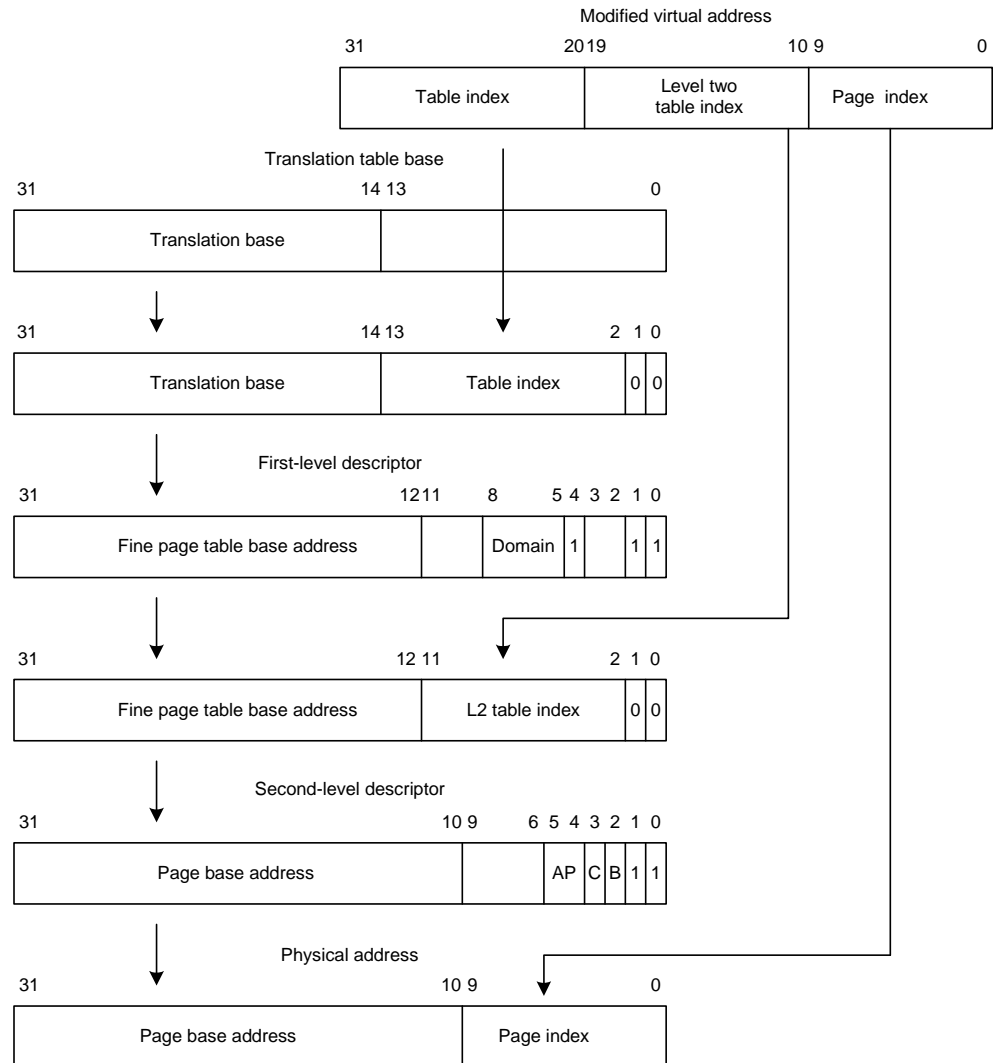 Modified virtual address
31 20 19 10 9 0
Table index Level two table index Page index
Translation table base
31 14 13 0
Translation base
31 14 13 2 1 0
Translation base Table index 0 0
First-level descriptor
31 12 11 8 5 4 3 2 1 0
Fine page table base address Domain 1 1 1
31 12 11 2 1 0
Fine page table base address L2 table index 0 0
Second-level descriptor
31 10 9 6 5 4 3 2 1 0
Page base address AP C B 1 1
Physical address
31 10 9 0
Page base address Page index